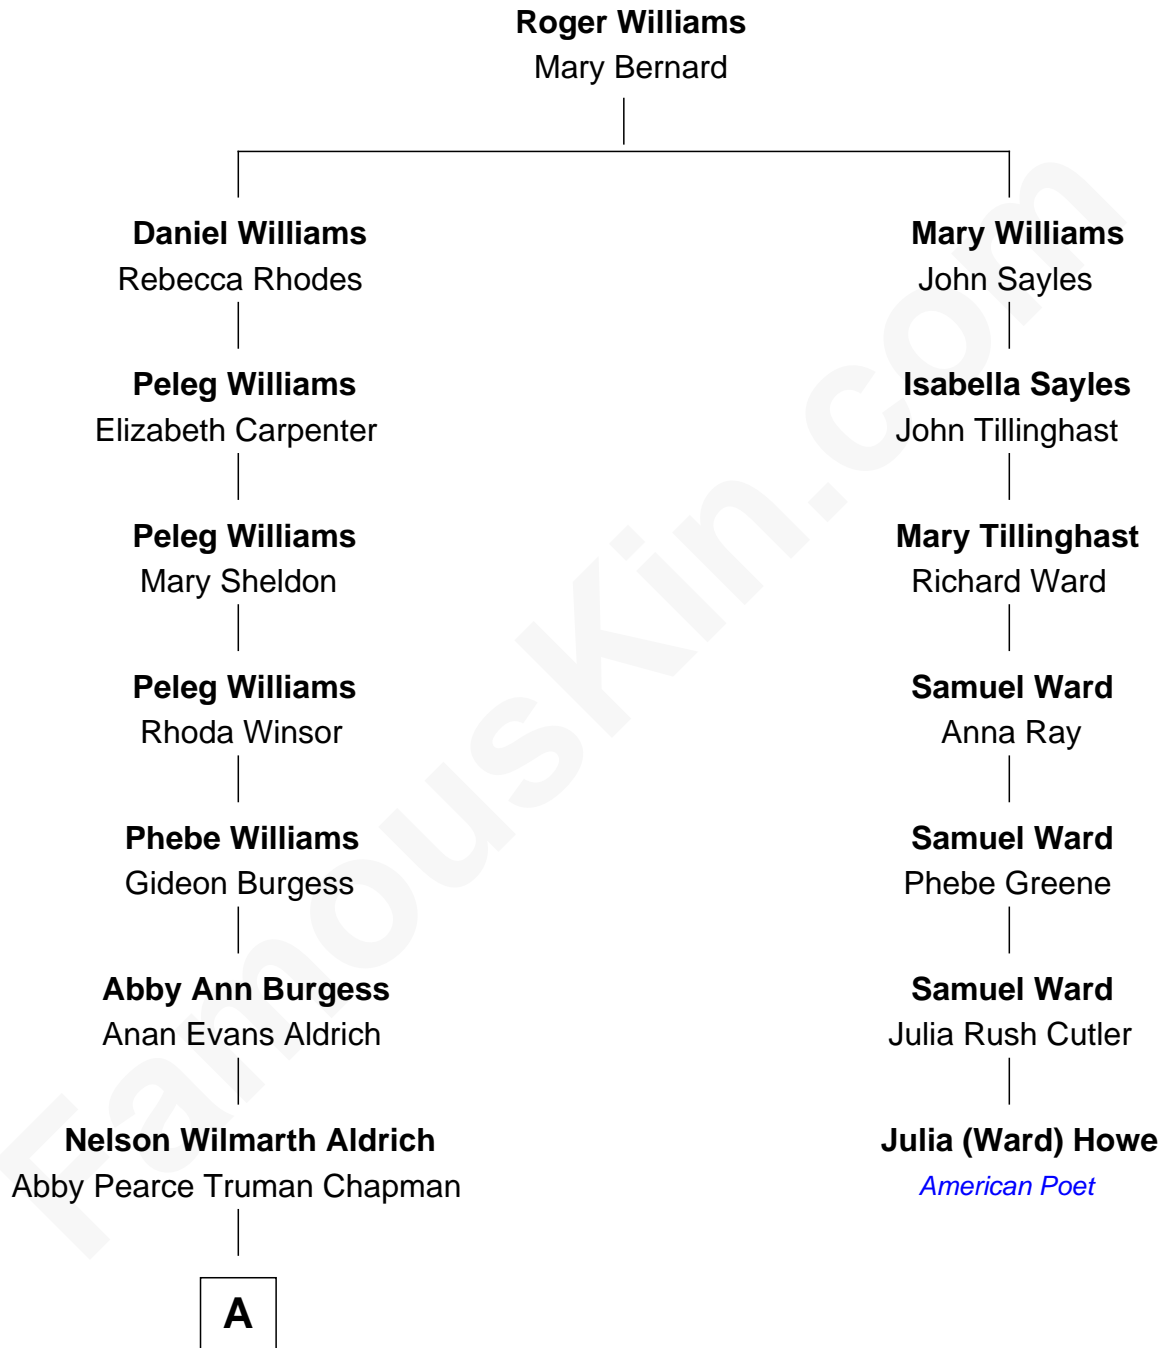 Roger Williams
Mary Bernard
Daniel Williams
Rebecca Rhodes
Mary Williams
John Sayles
Peleg Williams
Elizabeth Carpenter
Isabella Sayles
John Tillinghast
Peleg Williams
Mary Sheldon
Mary Tillinghast
Richard Ward
Peleg Williams
Rhoda Winsor
Samuel Ward
Anna Ray
Phebe Williams
Gideon Burgess
Samuel Ward
Phebe Greene
Abby Ann Burgess
Anan Evans Aldrich
Samuel Ward
Julia Rush Cutler
Nelson Wilmarth Aldrich
Abby Pearce Truman Chapman
Julia (Ward) Howe
American Poet
A
FamousKin.com